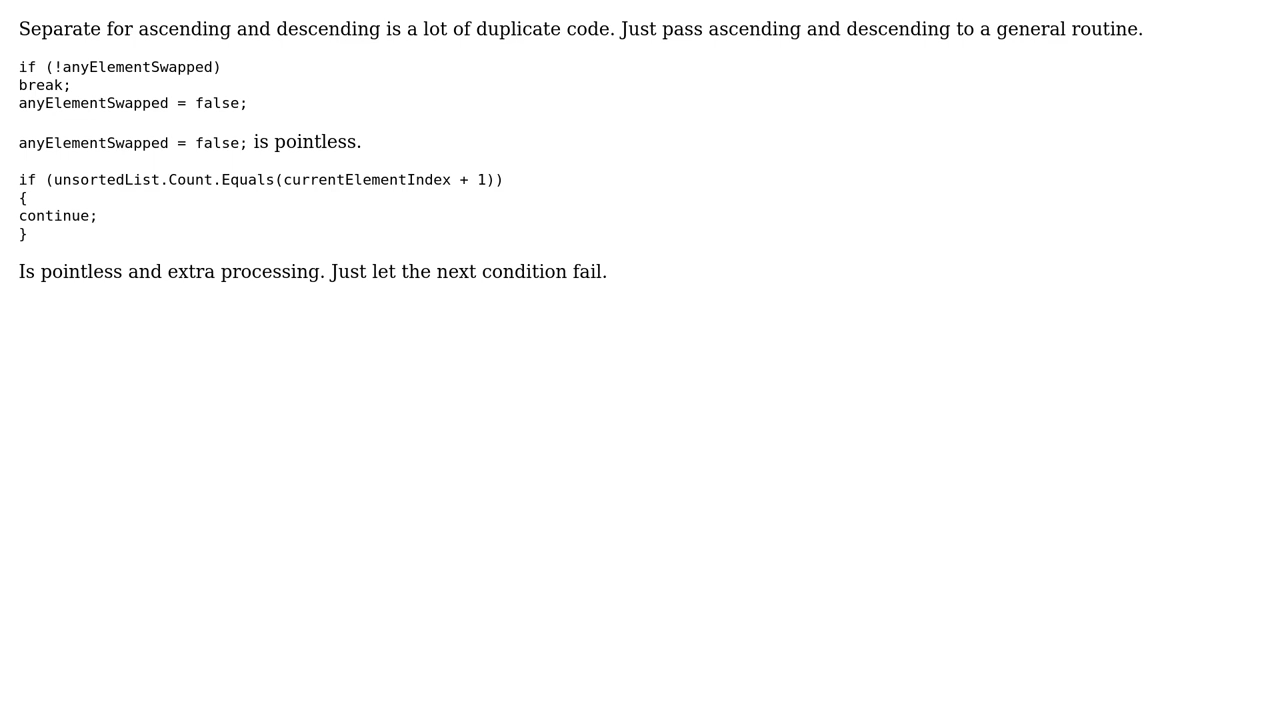 Separate for ascending and descending is a lot of duplicate code. Just pass ascending and descending to a general routine.
if (!anyElementSwapped)
break;
anyElementSwapped = false;
anyElementSwapped = false; is pointless.
if (unsortedList.Count.Equals(currentElementIndex + 1))
{
continue;
}
Is pointless and extra processing. Just let the next condition fail.